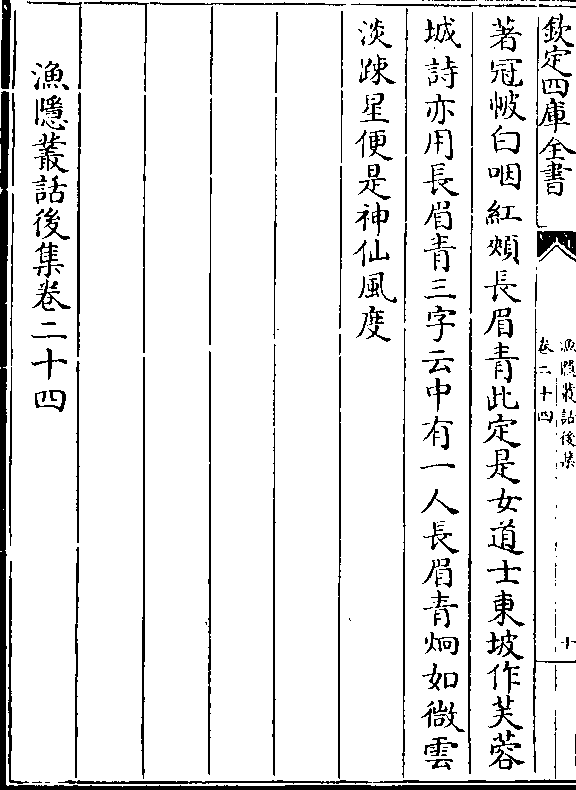 欽定四庫全書
漁隱叢話後集
卷二十四
十
著冠帔白咽紅頰長眉青此定是女道士東坡作芙蓉
城詩亦用長眉青三字云中有一人長眉青炯如微雲
淡踈星便是神仙風度
漁隱叢話後集卷二十四